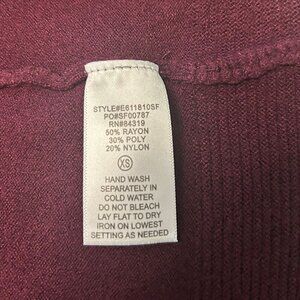 STYLE#E611810SF
PO#SF00787
RN#84319
50% RAYON
30% POLY
20% NYLON
XS
HAND WASH
SEPARATELY IN
COLD WATER
DO NOT BLEACH
LAY FLAT TO DRY
IRON ON LOWEST
SETTING AS NEEDED